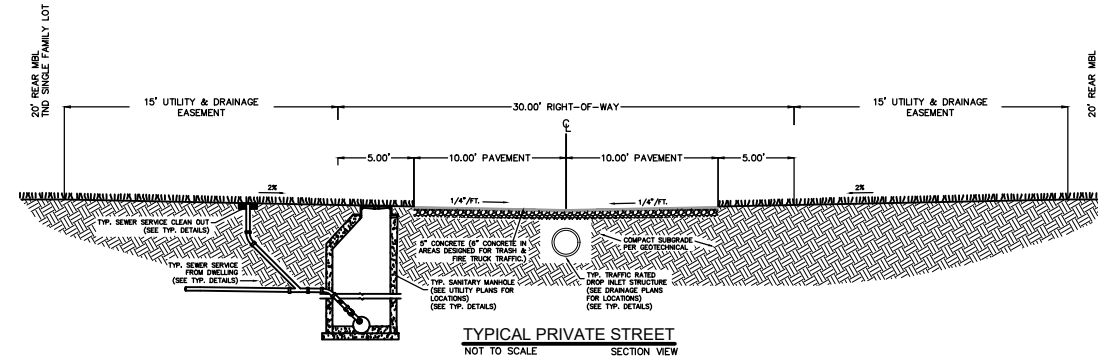 20' REAR MBL
TND SINGLE FAMILY LOT
15' UTILITY & DRAINAGE
EASEMENT
30.00' RIGHT-OF-WAY
15' UTILITY & DRAINAGE
EASEMENT
20' REAR MBL
℄
5.00'
10.00' PAVEMENT
10.00' PAVEMENT
5.00'
2%
1/4"/FT.
1/4"/FT.
2%
TYP. SEWER SERVICE CLEAN OUT
(SEE TYP. DETAILS)
TYP. SEWER SERVICE
FROM DWELLING
(SEE TYP. DETAILS)
5" CONCRETE (6" CONCRETE IN
AREAS DESIGNED FOR TRASH &
FIRE TRUCK TRAFFIC.)
COMPACT SUBGRADE
PER GEOTECHNICAL
TYP. SANITARY MANHOLE
(SEE UTILITY PLANS FOR
LOCATIONS)
(SEE TYP. DETAILS)
TYP. TRAFFIC RATED
DROP INLET STRUCTURE
(SEE DRAINAGE PLANS
FOR LOCATIONS)
(SEE TYP. DETAILS)
TYPICAL PRIVATE STREET
NOT TO SCALE SECTION VIEW